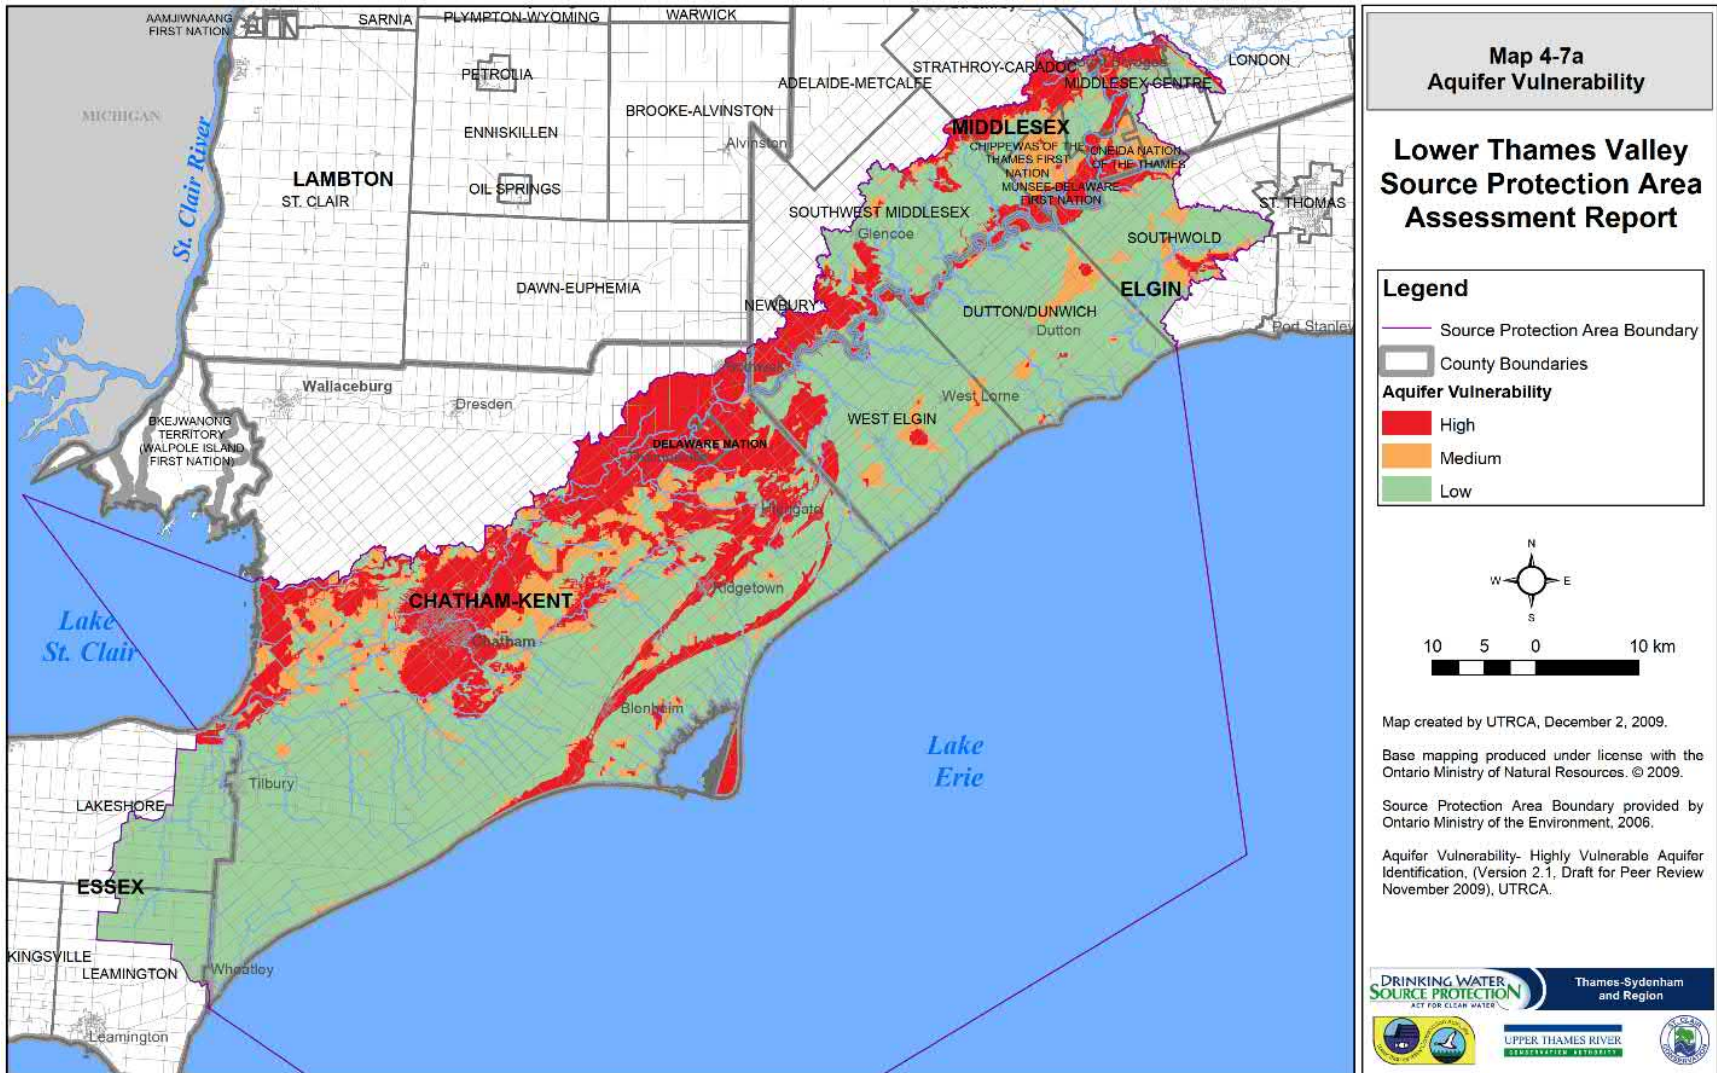 AAMJIWNAANG
FIRST NATION
SARNIA
PLYMPTON-WYOMING
WARWICK
MICHIGAN
St. Clair River
PETROLIA
ENNISKILLEN
BROOKE-ALVINSTON
Alvinston
ADELAIDE-METCALFE
STRATHROY-CARADOC
LONDON
MIDDLESEX CENTRE
MIDDLESEX
CHIPPEWAS OF THE
THAMES FIRST
NATION
ONEIDA NATION
OF THE THAMES
MUNSEE-DELAWARE
FIRST NATION
LAMBTON
ST. CLAIR
OIL SPRINGS
SOUTHWEST MIDDLESEX
Glencoe
ST. THOMAS
SOUTHWOLD
ELGIN
DAWN-EUPHEMIA
NEWBURY
DUTTON/DUNWICH
Dutton
Port Stanley
Wallaceburg
Dresden
BKEJWANONG
TERRITORY
(WALPOLE ISLAND
FIRST NATION)
West Lorne
WEST ELGIN
DELAWARE NATION
Highgate
Ridgetown
CHATHAM-KENT
Chatham
Lake
St. Clair
Blenheim
Lake
Erie
Tilbury
LAKESHORE
ESSEX
KINGSVILLE
LEAMINGTON
Wheatley
Leamington
Map 4-7a
Aquifer Vulnerability
Lower Thames Valley
Source Protection Area
Assessment Report
Legend
Source Protection Area Boundary
County Boundaries
Aquifer Vulnerability
High
Medium
Low
N
W E
S
10 5 0 10 km
Map created by UTRCA, December 2, 2009.
Base mapping produced under license with the
Ontario Ministry of Natural Resources. © 2009.
Source Protection Area Boundary provided by
Ontario Ministry of the Environment, 2006.
Aquifer Vulnerability- Highly Vulnerable Aquifer
Identification, (Version 2.1, Draft for Peer Review
November 2009), UTRCA.
DRINKING WATER
SOURCE PROTECTION
ACT FOR CLEAN WATER
Thames-Sydenham
and Region
UPPER THAMES RIVER
CONSERVATION AUTHORITY
ST. CLAIR
CONSERVATION